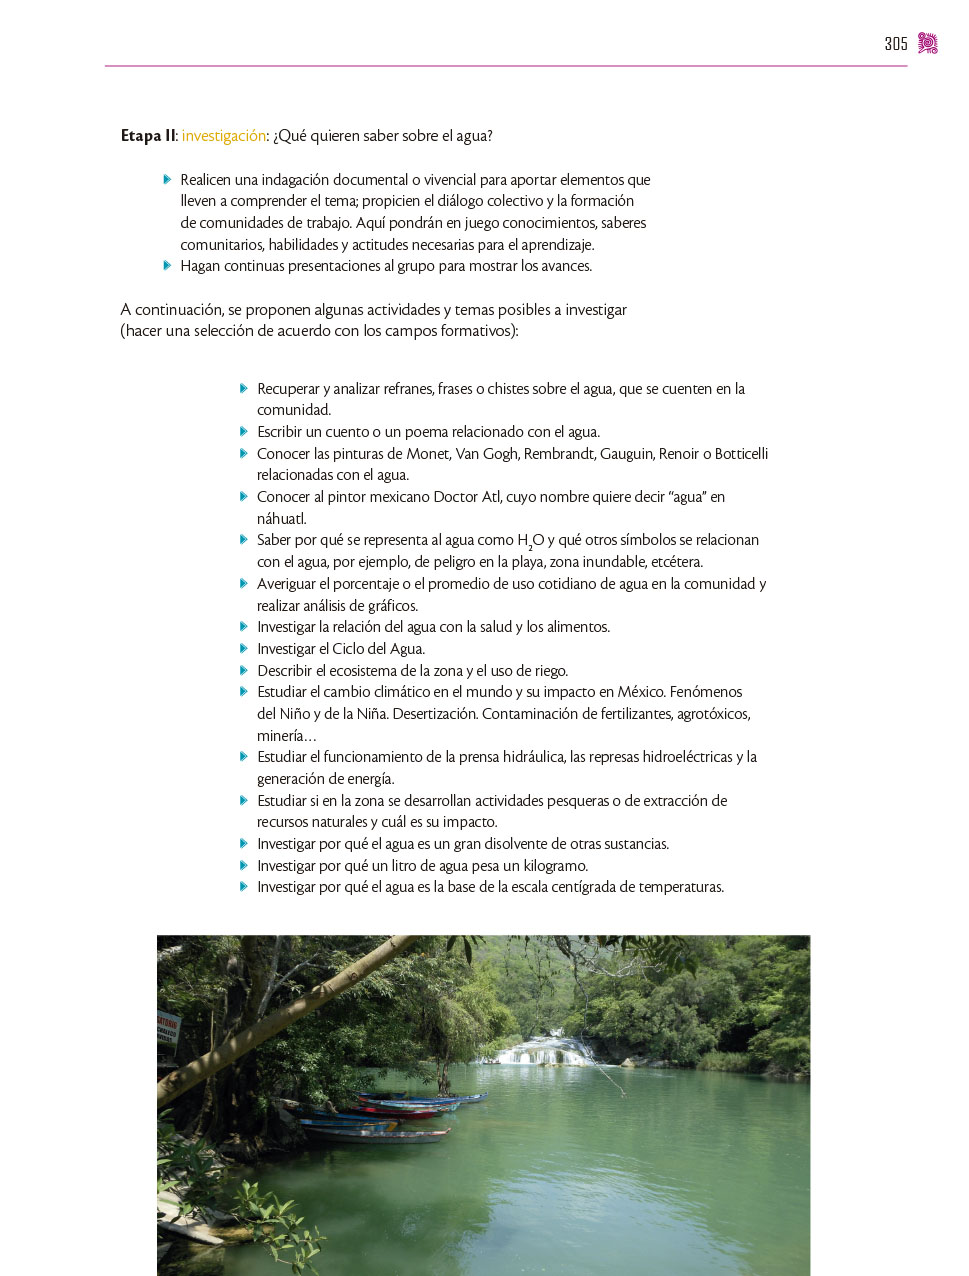 305
Etapa II: investigación: ¿Qué quieren saber sobre el agua?
Realicen una indagación documental o vivencial para aportar elementos que
lleven a comprender el tema; propicien el diálogo colectivo y la formación
de comunidades de trabajo. Aquí pondrán en juego conocimientos, saberes
comunitarios, habilidades y actitudes necesarias para el aprendizaje.
Hagan continuas presentaciones al grupo para mostrar los avances.
A continuación, se proponen algunas actividades y temas posibles a investigar
(hacer una selección de acuerdo con los campos formativos):
Recuperar y analizar refranes, frases o chistes sobre el agua, que se cuenten en la
comunidad.
Escribir un cuento o un poema relacionado con el agua.
Conocer las pinturas de Monet, Van Gogh, Rembrandt, Gauguin, Renoir o Botticelli
relacionadas con el agua.
Conocer al pintor mexicano Doctor Atl, cuyo nombre quiere decir “agua” en
náhuatl.
Saber por qué se representa al agua como H₂O y qué otros símbolos se relacionan
con el agua, por ejemplo, de peligro en la playa, zona inundable, etcétera.
Averiguar el porcentaje o el promedio de uso cotidiano de agua en la comunidad y
realizar análisis de gráficos.
Investigar la relación del agua con la salud y los alimentos.
Investigar el Ciclo del Agua.
Describir el ecosistema de la zona y el uso de riego.
Estudiar el cambio climático en el mundo y su impacto en México. Fenómenos
del Niño y de la Niña. Desertización. Contaminación de fertilizantes, agrotóxicos,
minería…
Estudiar el funcionamiento de la prensa hidráulica, las represas hidroeléctricas y la
generación de energía.
Estudiar si en la zona se desarrollan actividades pesqueras o de extracción de
recursos naturales y cuál es su impacto.
Investigar por qué el agua es un gran disolvente de otras sustancias.
Investigar por qué un litro de agua pesa un kilogramo.
Investigar por qué el agua es la base de la escala centígrada de temperaturas.